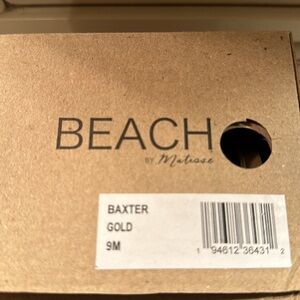 BEACH
BY Matisse
BAXTER
GOLD
9M
1 94612 36431 2